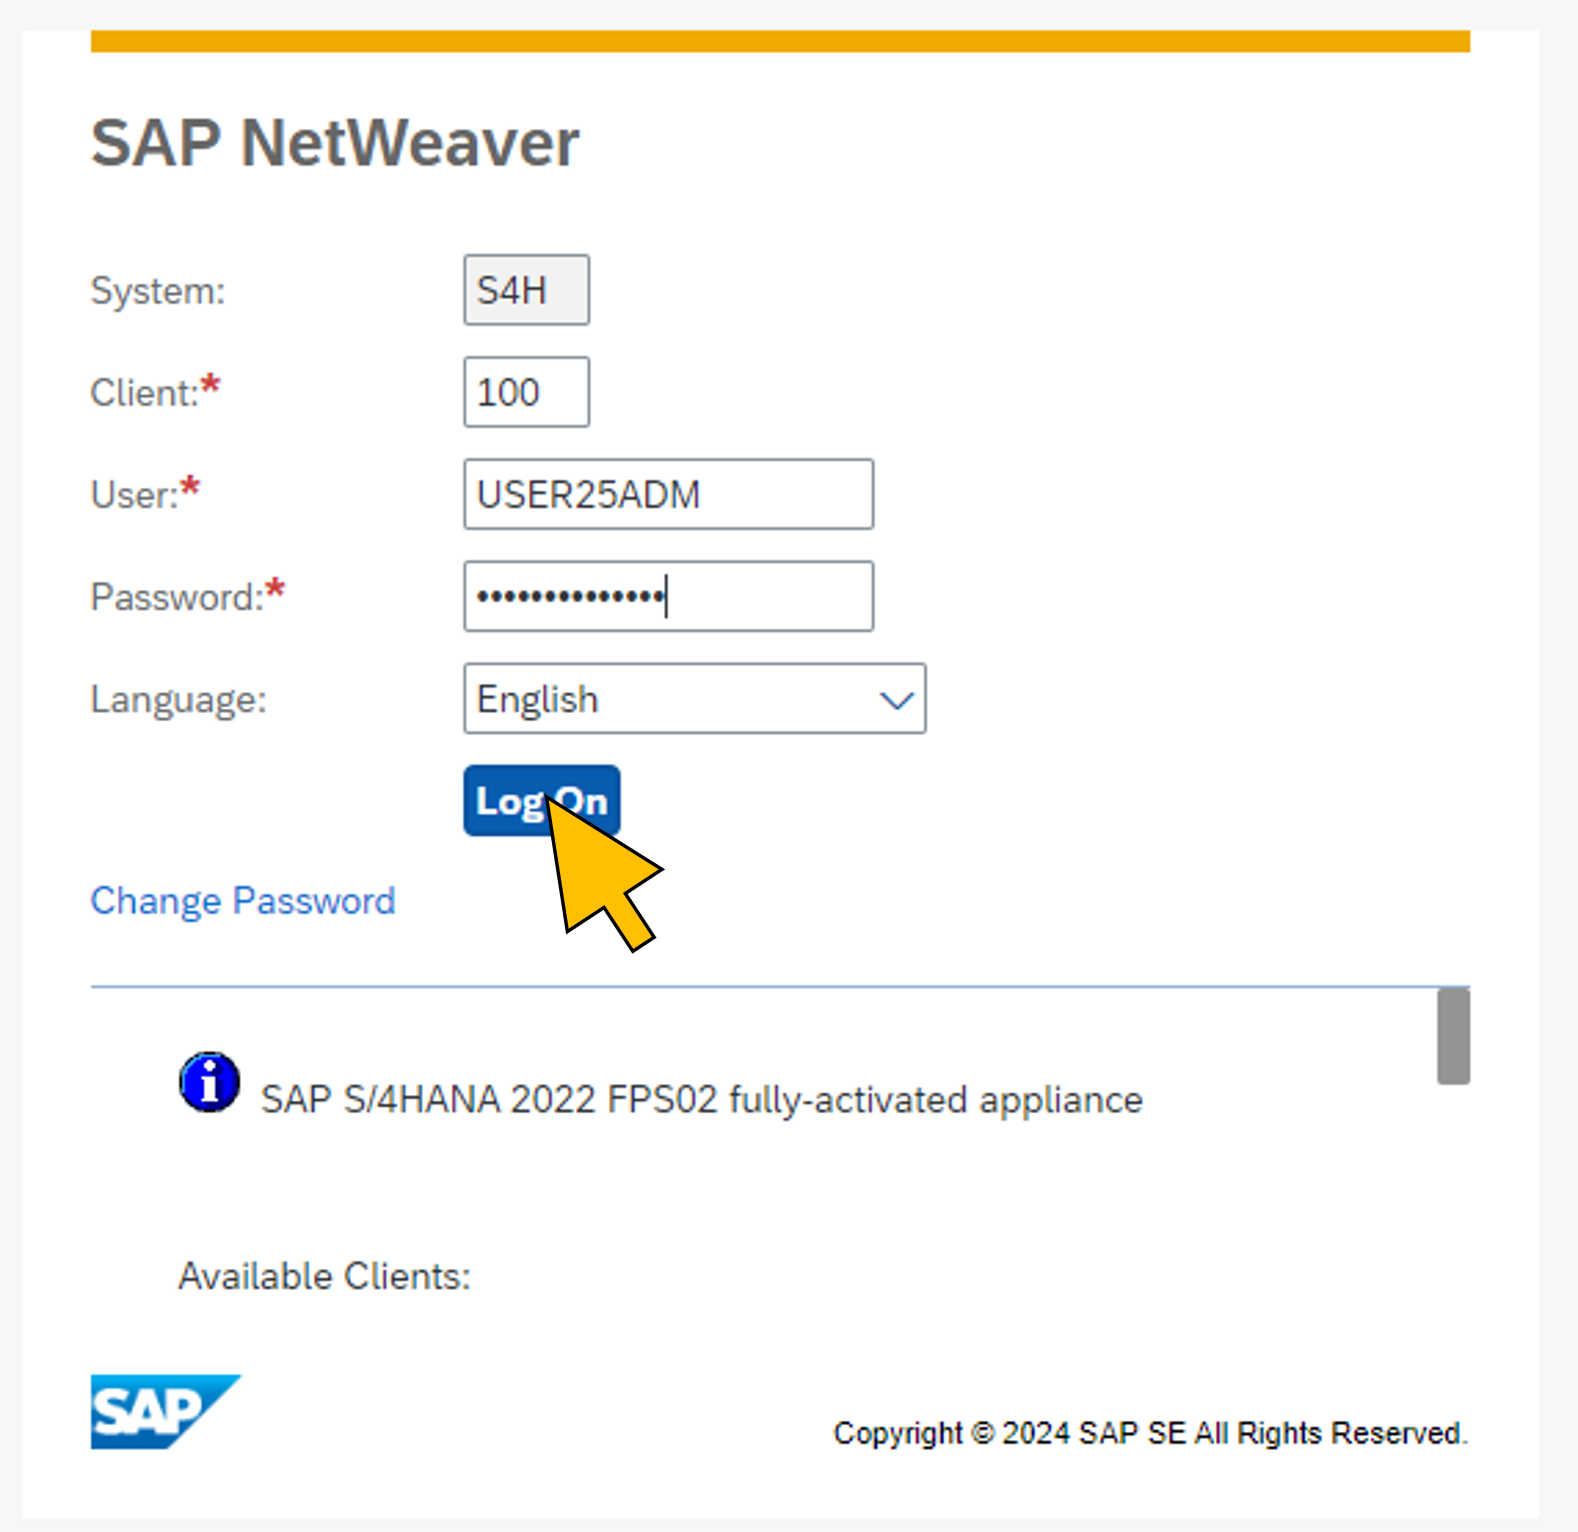 SAP NetWeaver
System: S4H
Client:* 100
User:* USER25ADM
Password:* ••••••••••••••
Language: English
Log On
Change Password
SAP S/4HANA 2022 FPS02 fully-activated appliance
Available Clients:
SAP
Copyright © 2024 SAP SE All Rights Reserved.